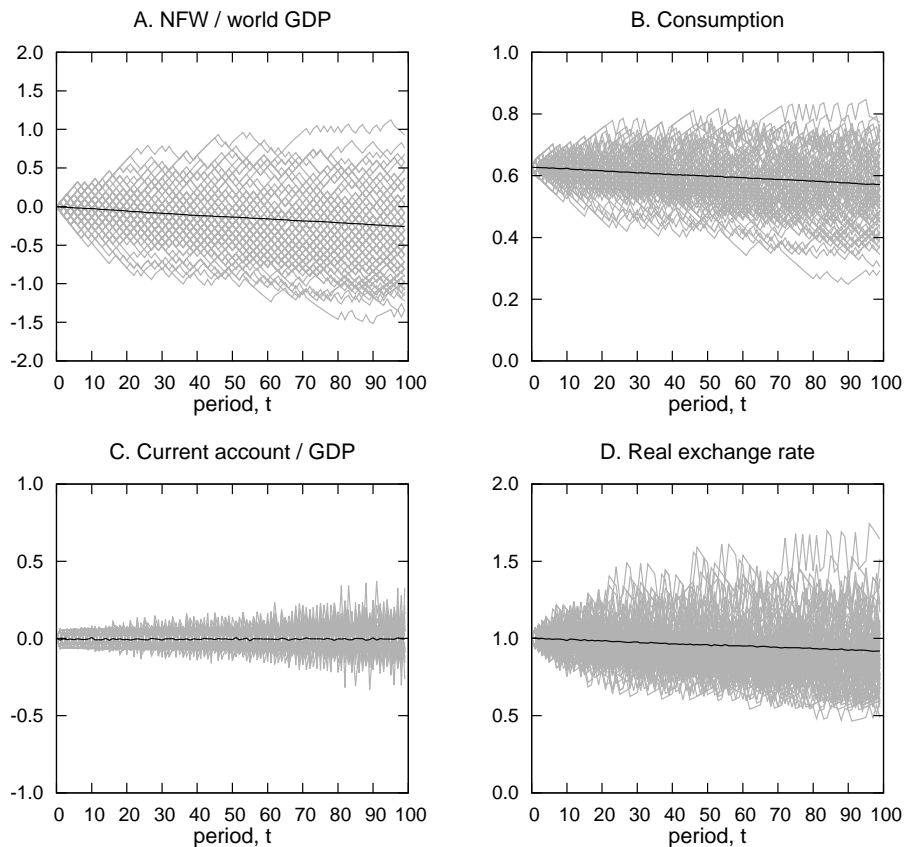 A. NFW / world GDP
2.0
1.5
1.0
0.5
0.0
-0.5
-1.0
-1.5
-2.0
0 10 20 30 40 50 60 70 80 90 100
period, t
B. Consumption
1.0
0.8
0.6
0.4
0.2
0.0
0 10 20 30 40 50 60 70 80 90 100
period, t
C. Current account / GDP
1.0
0.5
0.0
-0.5
-1.0
0 10 20 30 40 50 60 70 80 90 100
period, t
D. Real exchange rate
2.0
1.5
1.0
0.5
0.0
0 10 20 30 40 50 60 70 80 90 100
period, t